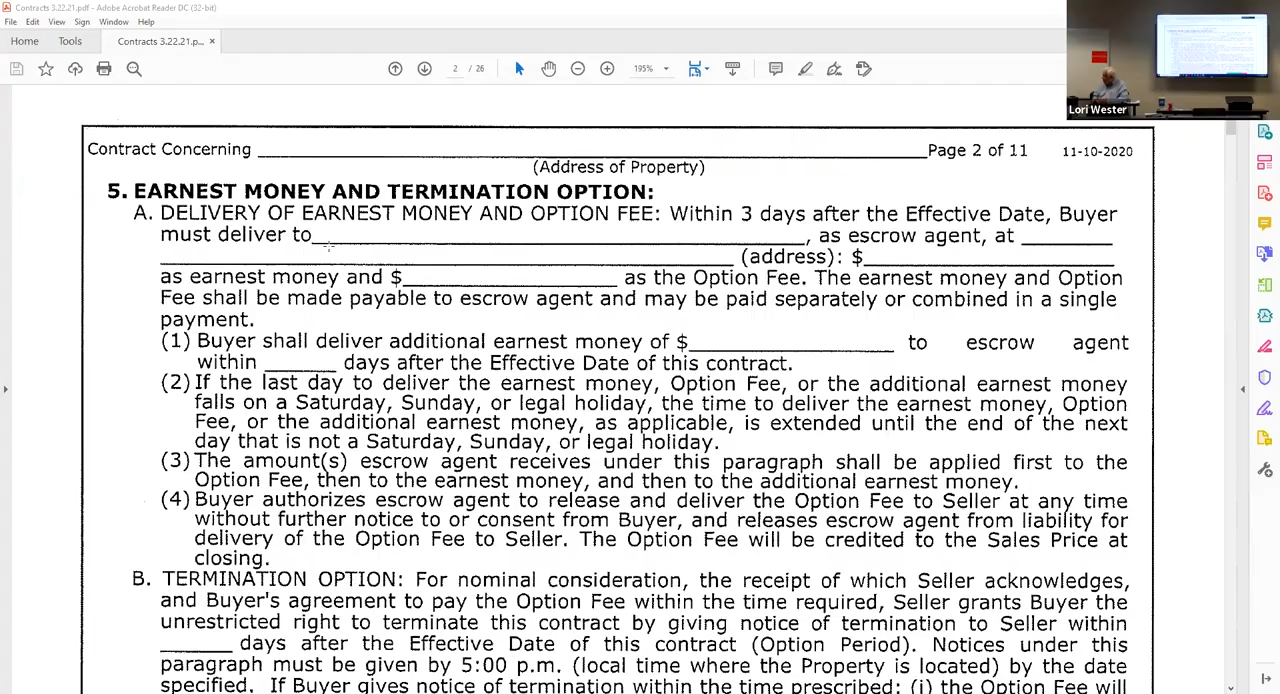 Contracts 3.22.21.pdf - Adobe Acrobat Reader DC (32-bit)
File Edit View Sign Window Help
Home Tools Contracts 3.22.21.p... ×
2 / 26 195%
Lori Wester
Contract Concerning ________ Page 2 of 11 11-10-2020
(Address of Property)
5. EARNEST MONEY AND TERMINATION OPTION:
A. DELIVERY OF EARNEST MONEY AND OPTION FEE: Within 3 days after the Effective Date, Buyer
must deliver to________, as escrow agent, at ________
________ (address): $________
as earnest money and $________ as the Option Fee. The earnest money and Option
Fee shall be made payable to escrow agent and may be paid separately or combined in a single
payment.
(1) Buyer shall deliver additional earnest money of $________ to escrow agent
within ______ days after the Effective Date of this contract.
(2) If the last day to deliver the earnest money, Option Fee, or the additional earnest money
falls on a Saturday, Sunday, or legal holiday, the time to deliver the earnest money, Option
Fee, or the additional earnest money, as applicable, is extended until the end of the next
day that is not a Saturday, Sunday, or legal holiday.
(3) The amount(s) escrow agent receives under this paragraph shall be applied first to the
Option Fee, then to the earnest money, and then to the additional earnest money.
(4) Buyer authorizes escrow agent to release and deliver the Option Fee to Seller at any time
without further notice to or consent from Buyer, and releases escrow agent from liability for
delivery of the Option Fee to Seller. The Option Fee will be credited to the Sales Price at
closing.
B. TERMINATION OPTION: For nominal consideration, the receipt of which Seller acknowledges,
and Buyer's agreement to pay the Option Fee within the time required, Seller grants Buyer the
unrestricted right to terminate this contract by giving notice of termination to Seller within
______ days after the Effective Date of this contract (Option Period). Notices under this
paragraph must be given by 5:00 p.m. (local time where the Property is located) by the date
specified. If Buyer gives notice of termination within the time prescribed: (i) the Option Fee will